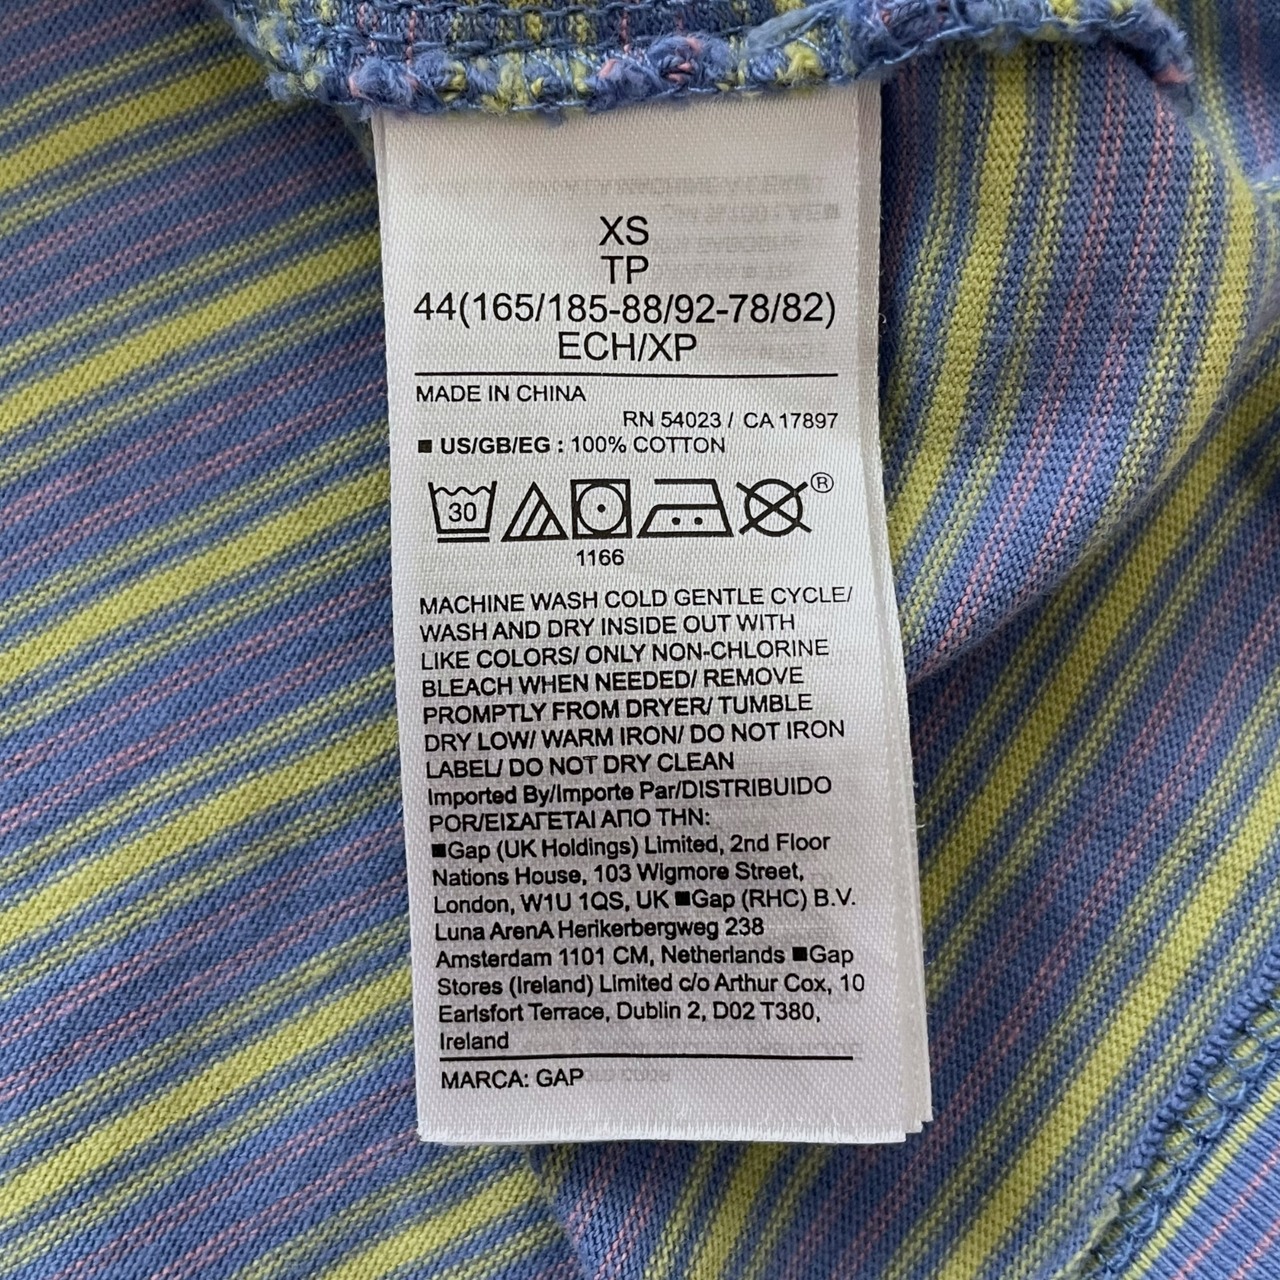 XS
TP
44(165/185-88/92-78/82)
ECH/XP
MADE IN CHINA
RN 54023 / CA 17897
■ US/GB/EG : 100% COTTON
30
®
1166
MACHINE WASH COLD GENTLE CYCLE/
WASH AND DRY INSIDE OUT WITH
LIKE COLORS/ ONLY NON-CHLORINE
BLEACH WHEN NEEDED/ REMOVE
PROMPTLY FROM DRYER/ TUMBLE
DRY LOW/ WARM IRON/ DO NOT IRON
LABEL/ DO NOT DRY CLEAN
Imported By/Importe Par/DISTRIBUIDO
POR/ΕΙΣΑΓΕΤΑΙ ΑΠΟ ΤΗΝ:
■Gap (UK Holdings) Limited, 2nd Floor
Nations House, 103 Wigmore Street,
London, W1U 1QS, UK ■Gap (RHC) B.V.
Luna ArenA Herikerbergweg 238
Amsterdam 1101 CM, Netherlands ■Gap
Stores (Ireland) Limited c/o Arthur Cox, 10
Earlsfort Terrace, Dublin 2, D02 T380,
Ireland
MARCA: GAP